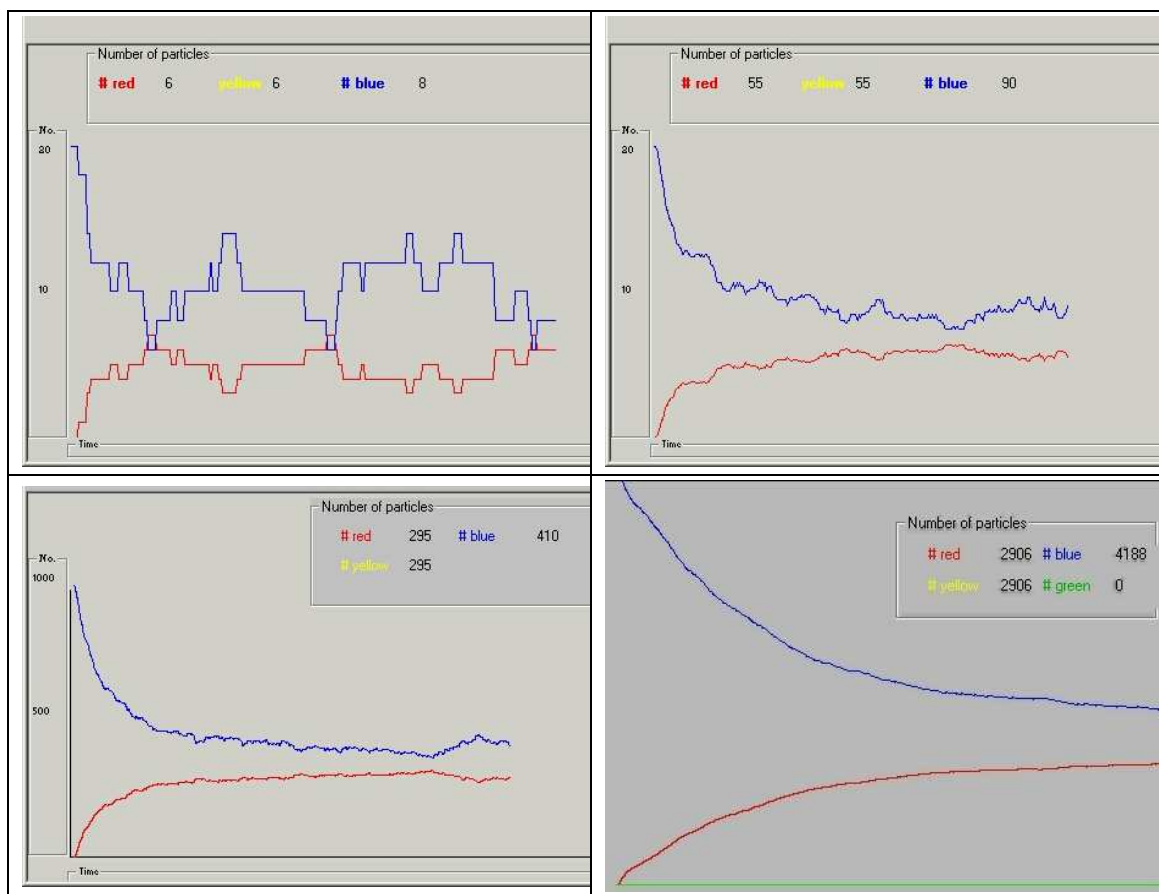 Number of particles
# red 6 yellow 6 # blue 8
No.
20
10
Time
Number of particles
# red 55 yellow 55 # blue 90
No.
20
10
Time
Number of particles
# red 295 # blue 410
# yellow 295
No.
1000
500
Time
Number of particles
# red 2906 # blue 4188
# yellow 2906 # green 0